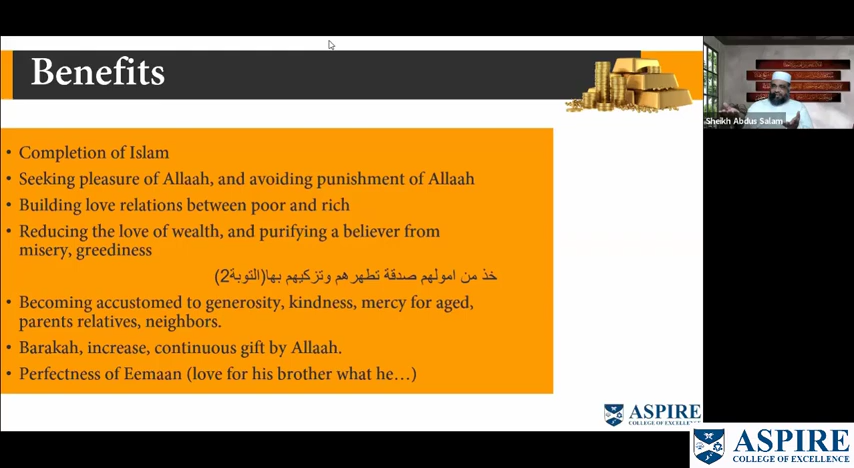 Benefits
Sheikh Abdus Salam
• Completion of Islam
• Seeking pleasure of Allaah, and avoiding punishment of Allaah
• Building love relations between poor and rich
• Reducing the love of wealth, and purifying a believer from
misery, greediness
خذ من امولهم صدقة تطهرهم وتزكيهم بها(التوبة2)
• Becoming accustomed to generosity, kindness, mercy for aged,
parents relatives, neighbors.
• Barakah, increase, continuous gift by Allaah.
• Perfectness of Eemaan (love for his brother what he…)
ASPIRE
COLLEGE OF EXCELLENCE
ASPIRE
COLLEGE OF EXCELLENCE